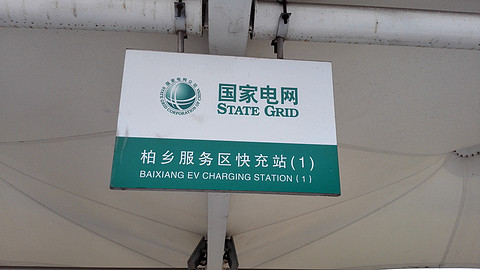 国家电网
STATE GRID
柏乡服务区快充站(1)
BAIXIANG EV CHARGING STATION (1)